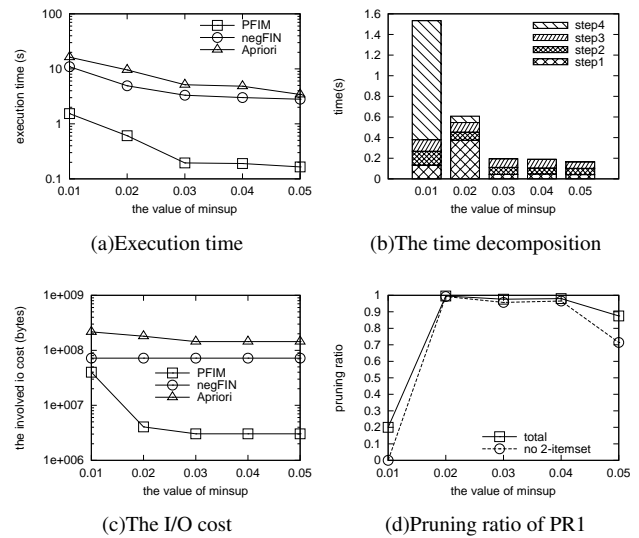 100
10
1
0.1
0.01 0.02 0.03 0.04 0.05
execution time (s)
the value of minsup
PFIM
negFIN
Apriori
(a)Execution time
1.6
1.4
1.2
1
0.8
0.6
0.4
0.2
0
0.01 0.02 0.03 0.04 0.05
time(s)
the value of minsup
step4
step3
step2
step1
(b)The time decomposition
1e+009
1e+008
1e+007
1e+006
0.01 0.02 0.03 0.04 0.05
the involved io cost (bytes)
the value of minsup
PFIM
negFIN
Apriori
(c)The I/O cost
1
0.9
0.8
0.7
0.6
0.5
0.4
0.3
0.2
0.1
0
0.01 0.02 0.03 0.04 0.05
pruning ratio
the value of minsup
total
no 2-itemset
(d)Pruning ratio of PR1